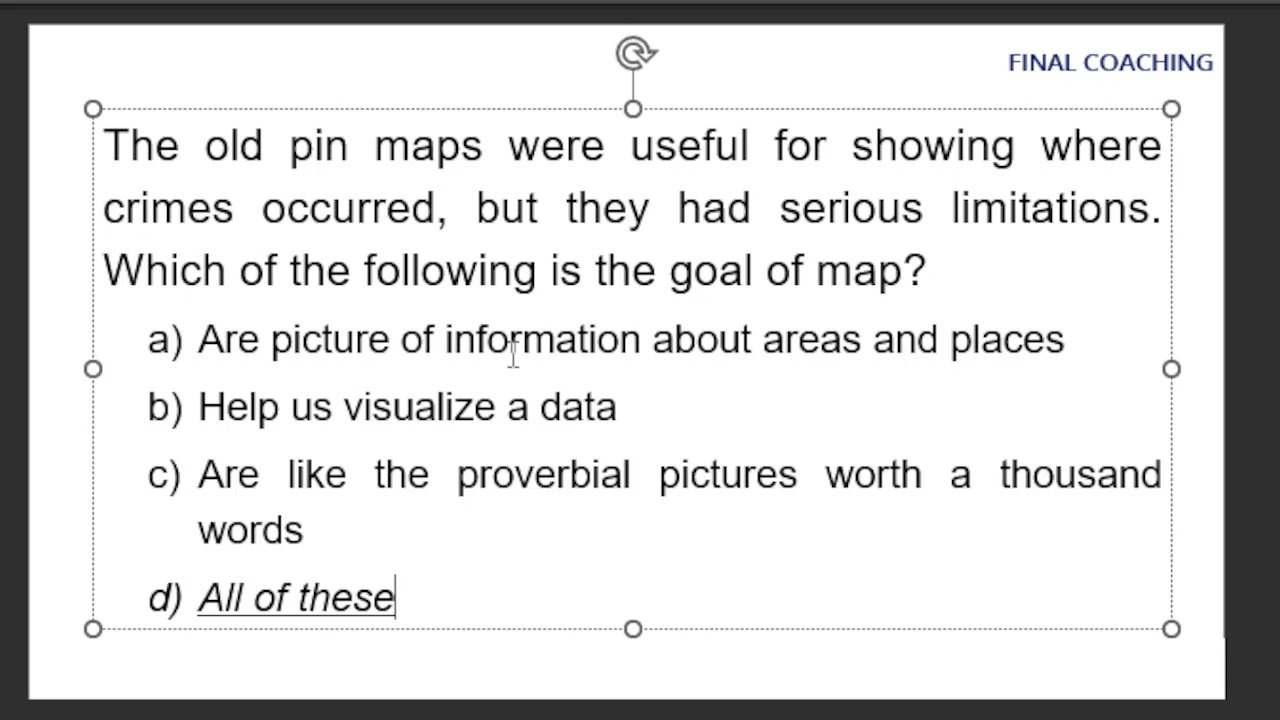 FINAL COACHING
The old pin maps were useful for showing where
crimes occurred, but they had serious limitations.
Which of the following is the goal of map?
a) Are picture of information about areas and places
b) Help us visualize a data
c) Are like the proverbial pictures worth a thousand
words
d) All of these